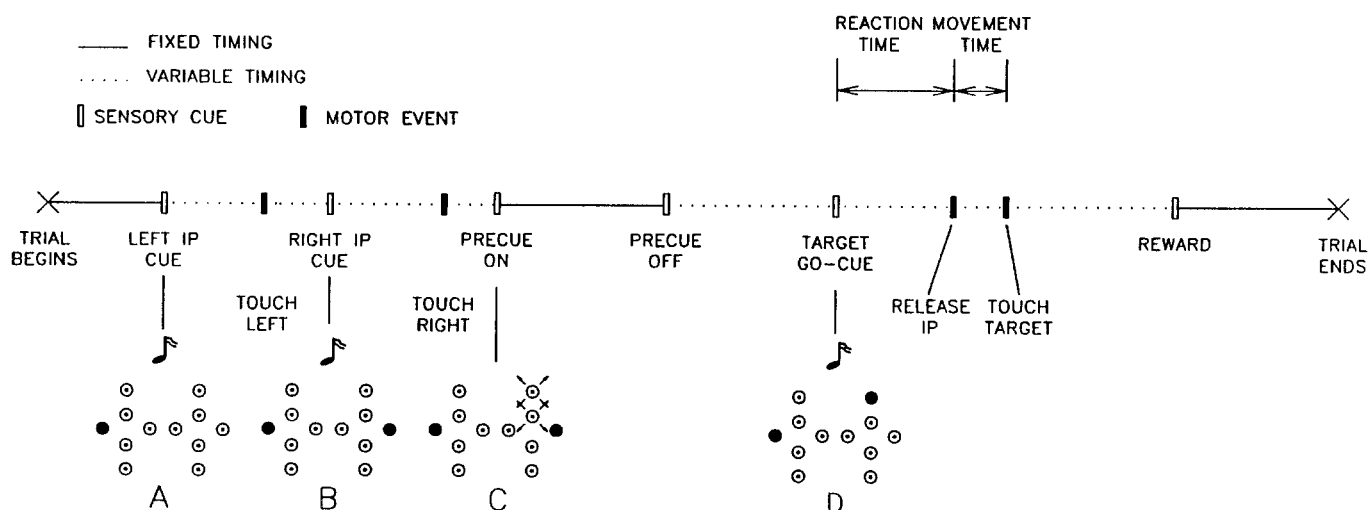 REACTION MOVEMENT
TIME TIME
FIXED TIMING
VARIABLE TIMING
SENSORY CUE MOTOR EVENT
TRIAL
BEGINS
LEFT IP
CUE
RIGHT IP
CUE
PRECUE
ON
PRECUE
OFF
TARGET
GO-CUE
REWARD
TRIAL
ENDS
TOUCH
LEFT
TOUCH
RIGHT
RELEASE
IP
TOUCH
TARGET
A
B
C
D